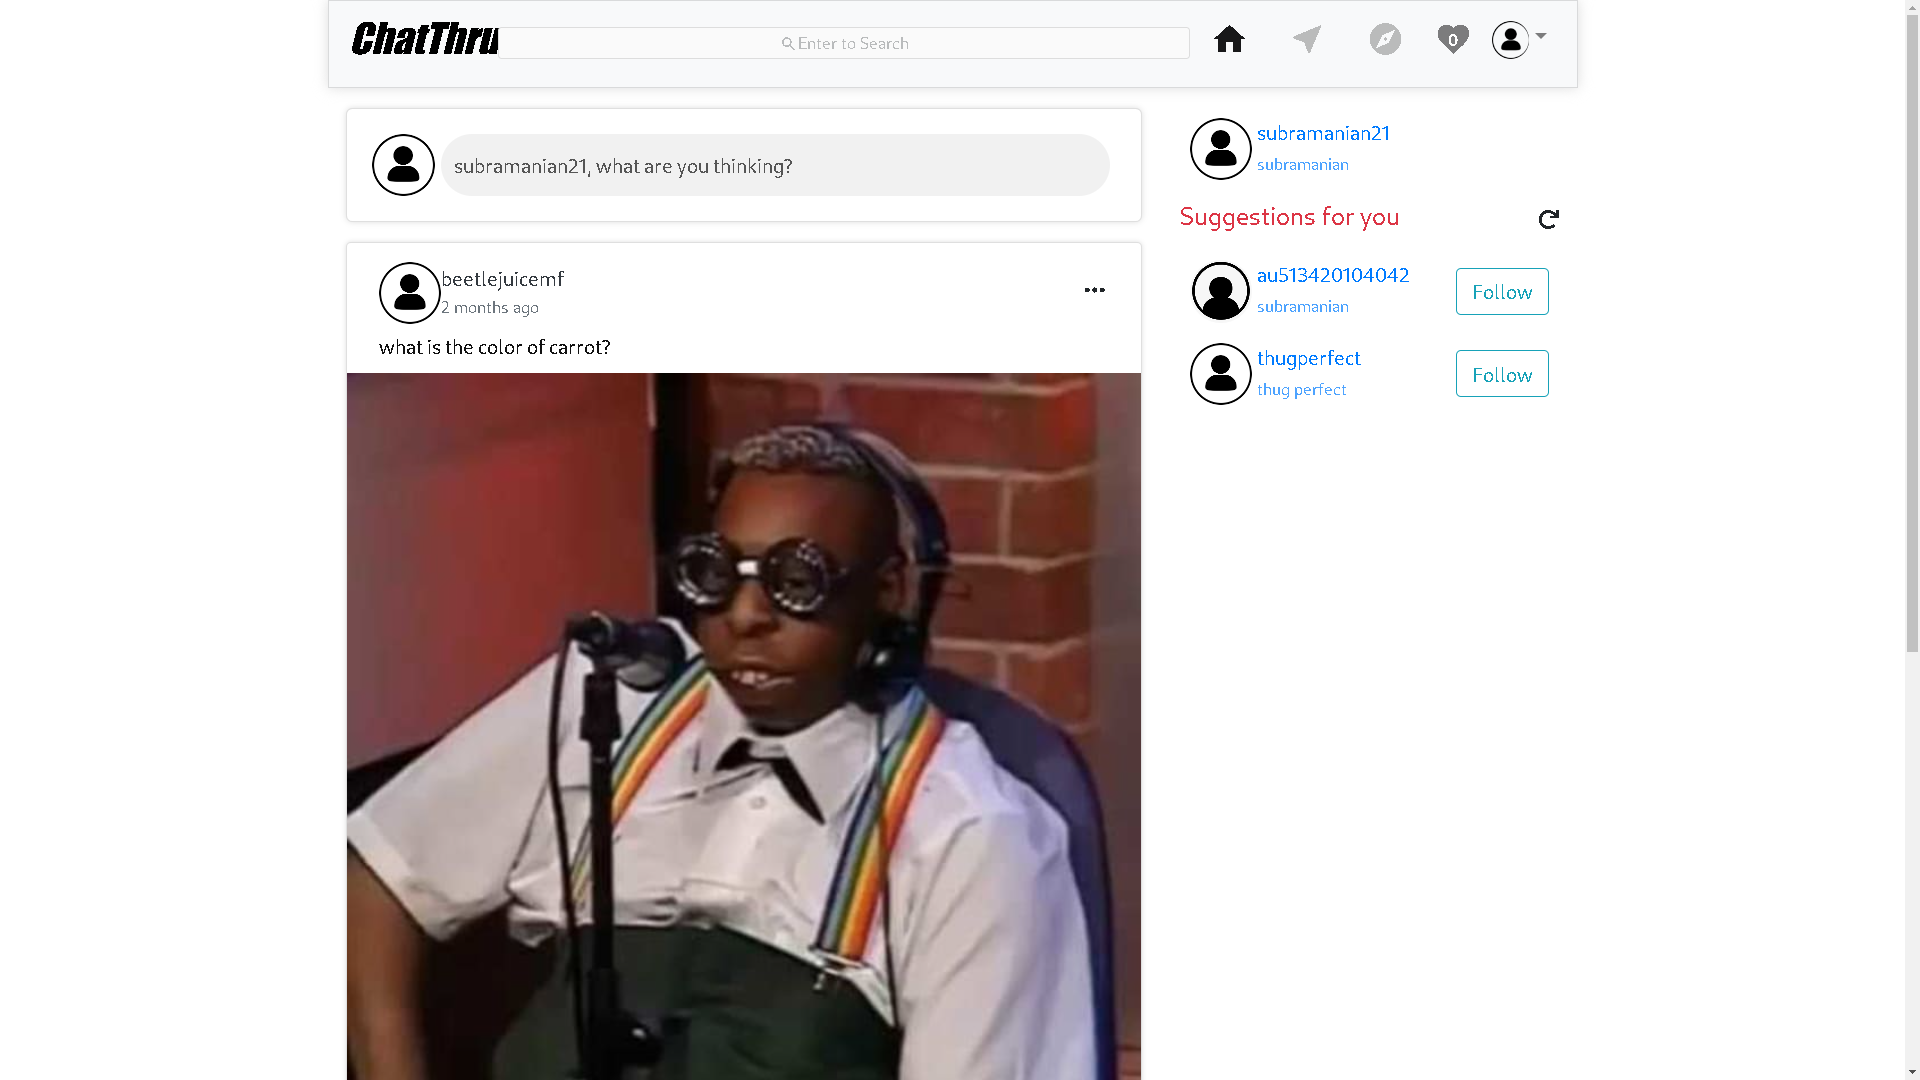 ChatThru
Enter to Search
0
subramanian21, what are you thinking?
beetlejuicemf
2 months ago
what is the color of carrot?
subramanian21
subramanian
Suggestions for you
au513420104042
subramanian
Follow
thugperfect
thug perfect
Follow